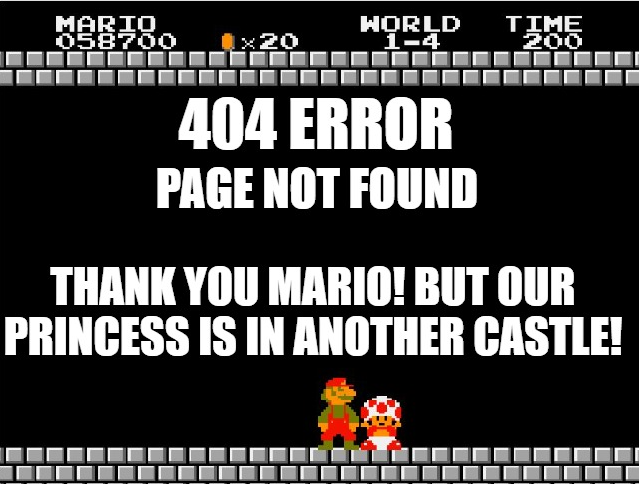 MARIO WORLD TIME
058700 ×20 1-4 200
404 ERROR
PAGE NOT FOUND
THANK YOU MARIO! BUT OUR
PRINCESS IS IN ANOTHER CASTLE!